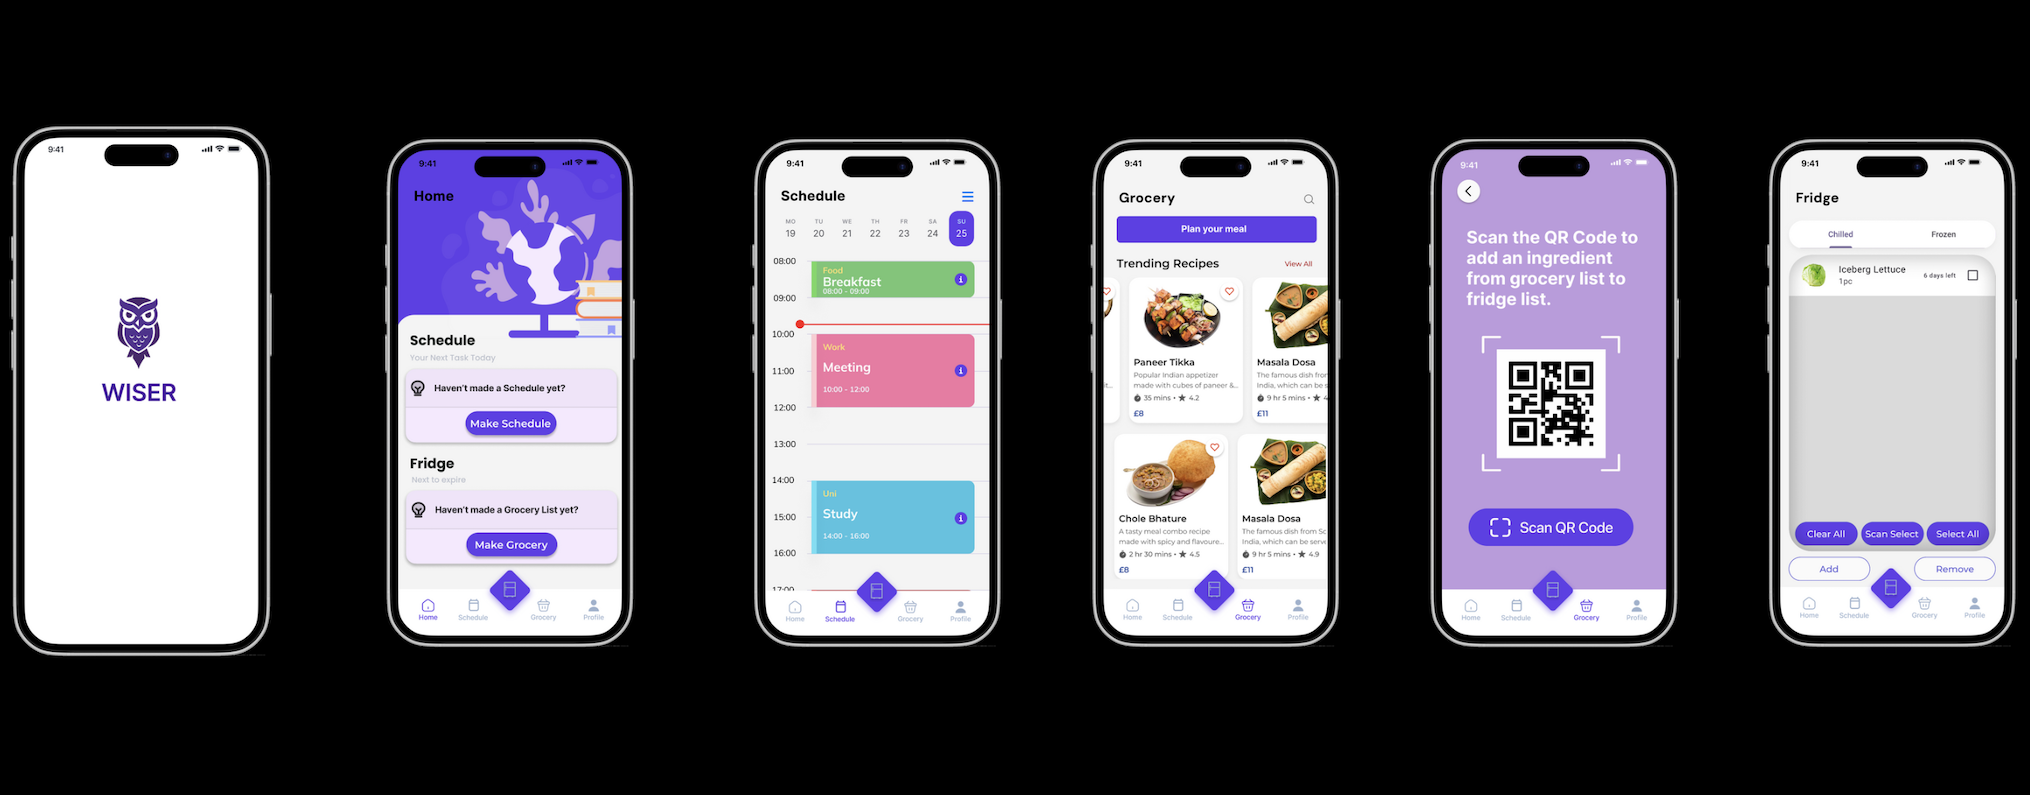 9:41
WISER
9:41
Home
Schedule
Your Next Task Today
Haven't made a Schedule yet?
Make Schedule
Fridge
Next to expire
Haven't made a Grocery List yet?
Make Grocery
Home Schedule Grocery Profile
9:41
Schedule
MO TU WE TH FR SA SU
19 20 21 22 23 24 25
08:00
Food
Breakfast
08:00 - 09:00
09:00
10:00
Work
Meeting
11:00
10:00 - 12:00
12:00
13:00
14:00
Uni
Study
15:00
14:00 - 16:00
16:00
17:00
Home Schedule Grocery Profile
9:41
Grocery
Plan your meal
Trending Recipes View All
Paneer Tikka
Popular Indian appetizer
made with cubes of paneer &...
35 mins • ★ 4.2
£8
Masala Dosa
The famous dish from
India, which can be s
9 hr 5 mins • ★ 4
£11
Chole Bhature
A tasty meal combo recipe
made with spicy and flavoure...
2 hr 30 mins • ★ 4.5
£8
Masala Dosa
The famous dish from Sc
India, which can be serve
9 hr 5 mins • ★ 4.9
£11
Home Schedule Grocery Profile
9:41
Scan the QR Code to
add an ingredient
from grocery list to
fridge list.
Scan QR Code
Home Schedule Grocery Profile
9:41
Fridge
Chilled Frozen
Iceberg Lettuce
1pc
6 days left
Clear All Scan Select Select All
Add Remove
Home Schedule Grocery Profile